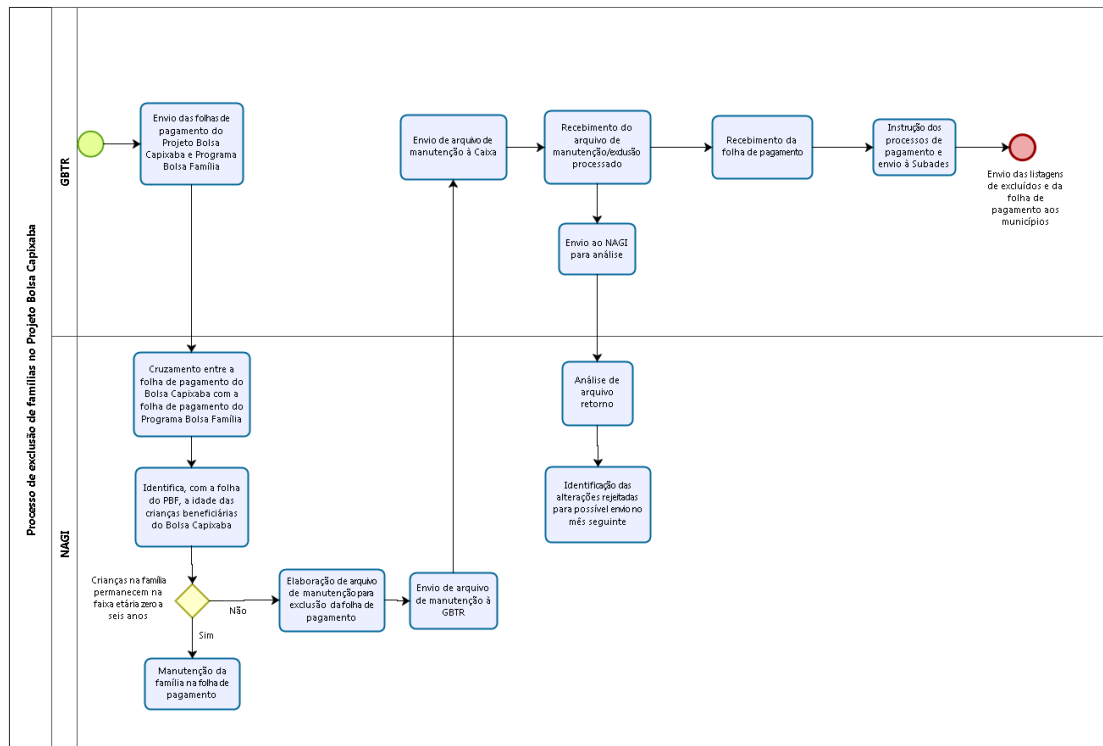 Processo de exclusão de famílias no Projeto Bolsa Capixaba
GBTR
Envio das folhas de
pagamento do
Projeto Bolsa
Capixaba e Programa
Bolsa Família
Envio de arquivo de
manutenção à Caixa
Recebimento do
arquivo de
manutenção/exclusão
processado
Recebimento da
folha de pagamento
Instrução dos
processos de
pagamento e
envio à Subades
Envio das listagens
de excluídos e da
folha de
pagamento aos
municípios
Envio ao NAGI
para análise
NAGI
Cruzamento entre a
folha de pagamento do
Bolsa Capixaba com a
folha de pagamento do
Programa Bolsa Família
Análise de
arquivo
retorno
Identifica, com a folha
do PBF, a idade das
crianças beneficiárias
do Bolsa Capixaba
Identificação das
alterações rejeitadas
para possível envio no
mês seguinte
Crianças na família
permanecem na
faixa etária zero a
seis anos
Não
Elaboração de arquivo
de manutenção para
exclusão da folha de
pagamento
Envio de arquivo
de manutenção à
GBTR
Sim
Manutenção da
família na folha de
pagamento